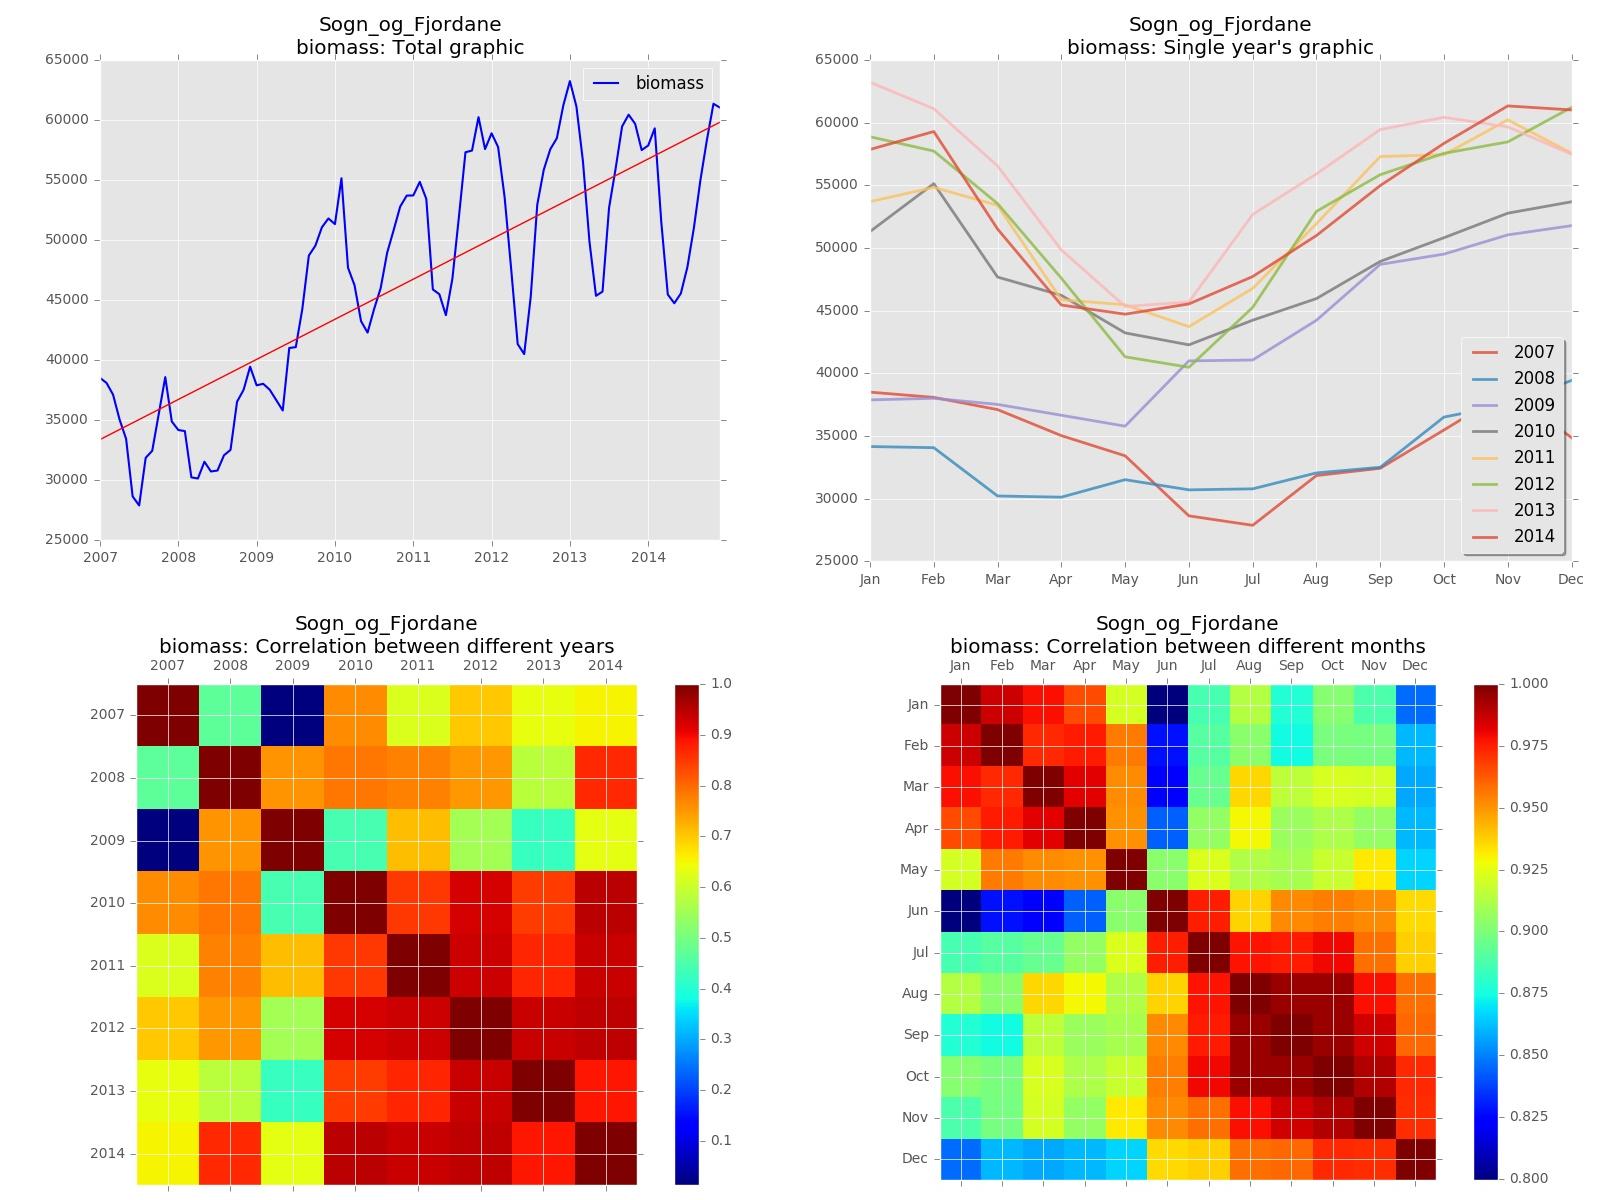 Sogn_og_Fjordane
biomass: Total graphic
65000
60000
55000
50000
45000
40000
35000
30000
25000
2007 2008 2009 2010 2011 2012 2013 2014
biomass
Sogn_og_Fjordane
biomass: Single year's graphic
65000
60000
55000
50000
45000
40000
35000
30000
25000
Jan Feb Mar Apr May Jun Jul Aug Sep Oct Nov Dec
2007
2008
2009
2010
2011
2012
2013
2014
Sogn_og_Fjordane
biomass: Correlation between different years
2007 2008 2009 2010 2011 2012 2013 2014
2007
2008
2009
2010
2011
2012
2013
2014
1.0
0.9
0.8
0.7
0.6
0.5
0.4
0.3
0.2
0.1
Sogn_og_Fjordane
biomass: Correlation between different months
Jan Feb Mar Apr May Jun Jul Aug Sep Oct Nov Dec
Jan
Feb
Mar
Apr
May
Jun
Jul
Aug
Sep
Oct
Nov
Dec
1.000
0.975
0.950
0.925
0.900
0.875
0.850
0.825
0.800